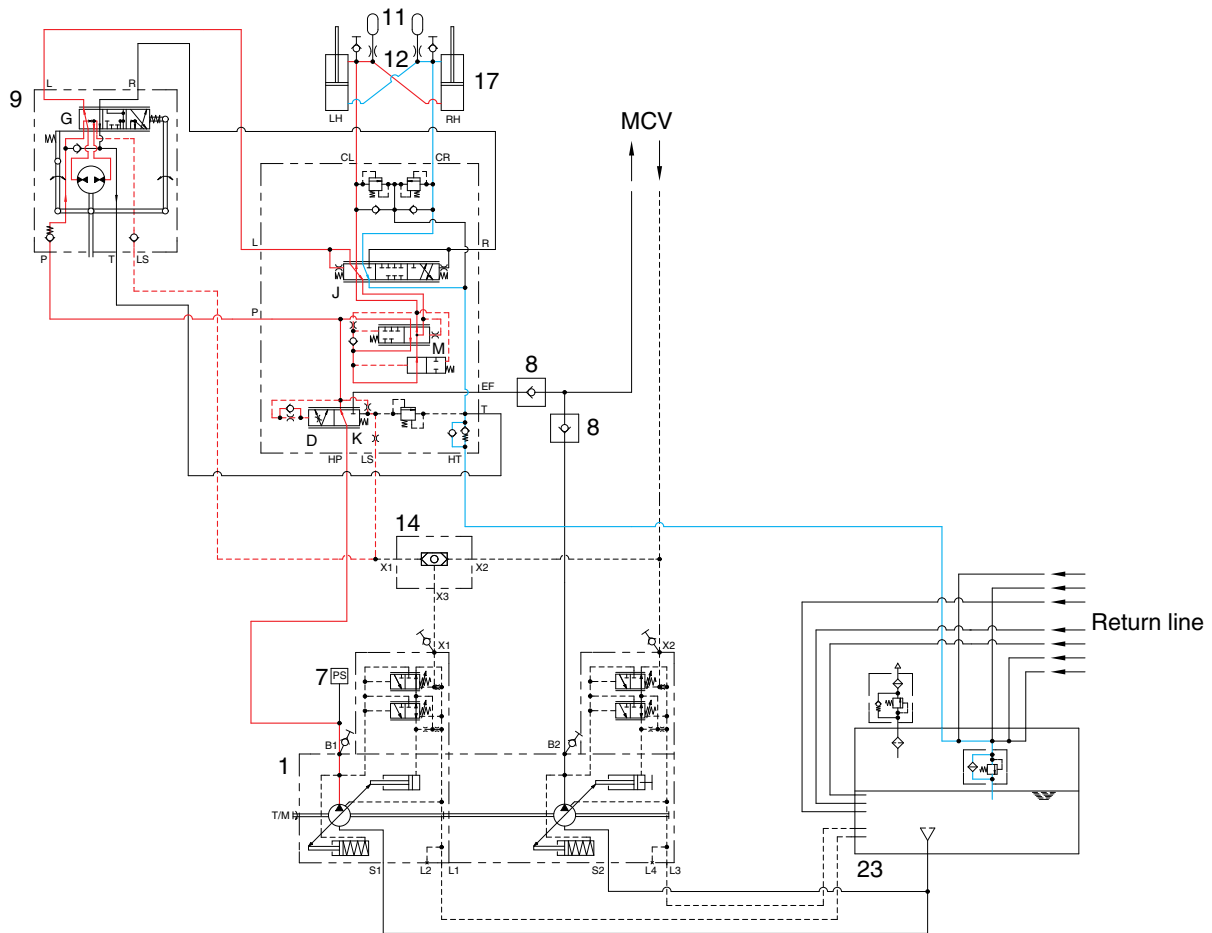 11
12
17
L
R
9
G
LH
RH
MCV
CL
CR
P
T
LS
L
R
J
P
M
8
EF
8
T
D
K
HP
LS
HT
14
X1
X2
X3
X1
X2
Return line
7
PS
B1
B2
1
T/M
S1
L2
L1
S2
L4
L3
23